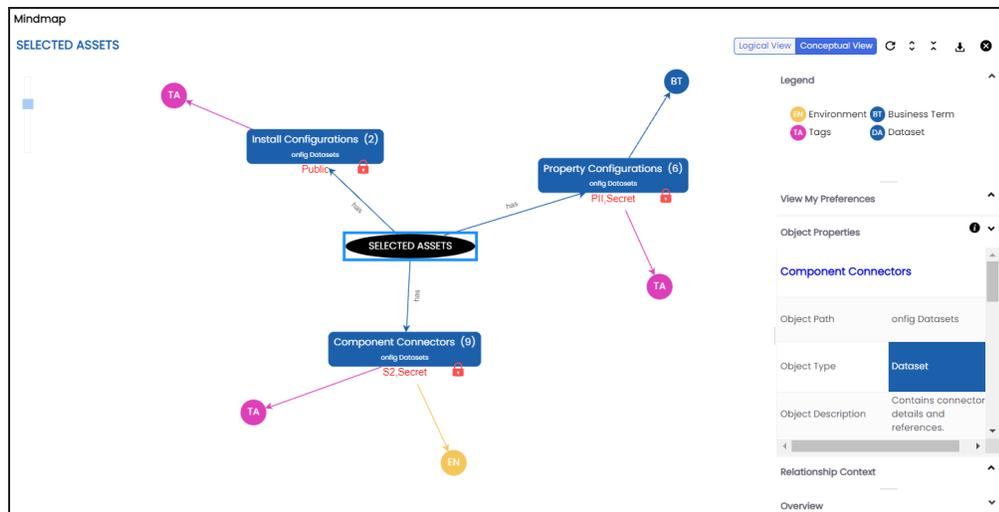 Mindmap
SELECTED ASSETS
Logical View
Conceptual View
TA
BT
Install Configurations (2)
onfig Datasets
Public
Property Configurations (6)
onfig Datasets
PII,Secret
has
has
SELECTED ASSETS
has
TA
Component Connectors (9)
onfig Datasets
S2,Secret
TA
EN
Legend
EN Environment
BT Business Term
TA Tags
DA Dataset
View My Preferences
Object Properties
Component Connectors
Object Path
onfig Datasets
Object Type
Dataset
Object Description
Contains connector
details and
references.
Relationship Context
Overview